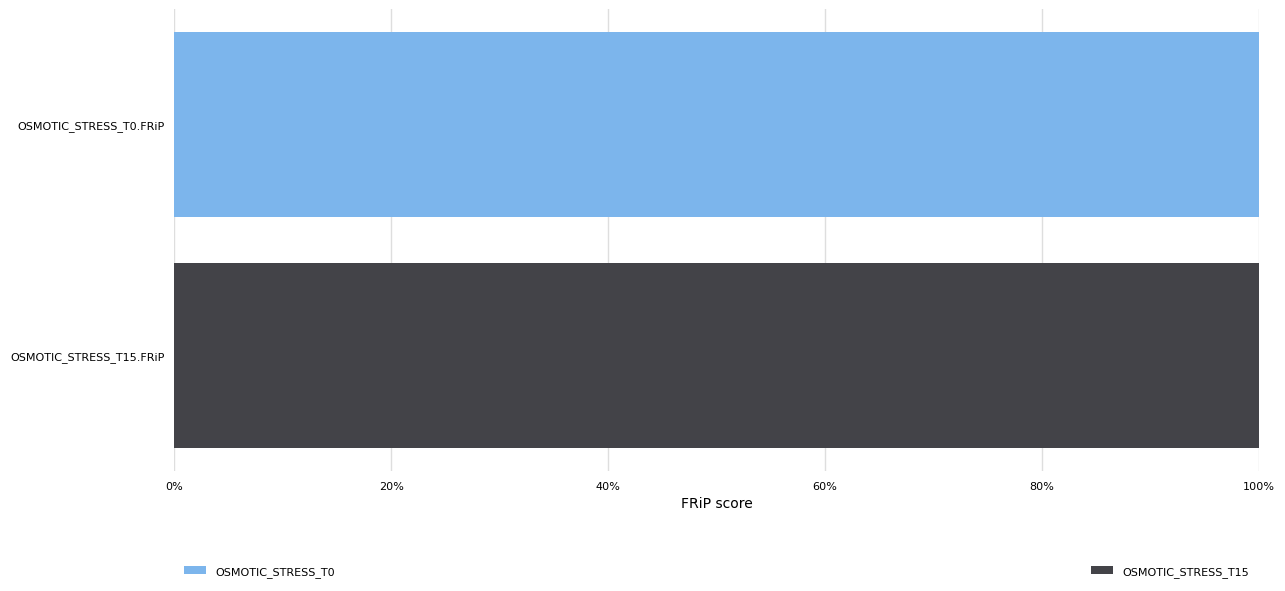 OSMOTIC_STRESS_T0.FRiP
OSMOTIC_STRESS_T15.FRiP
0% 20% 40% 60% 80% 100%
FRiP score
OSMOTIC_STRESS_T0 OSMOTIC_STRESS_T15